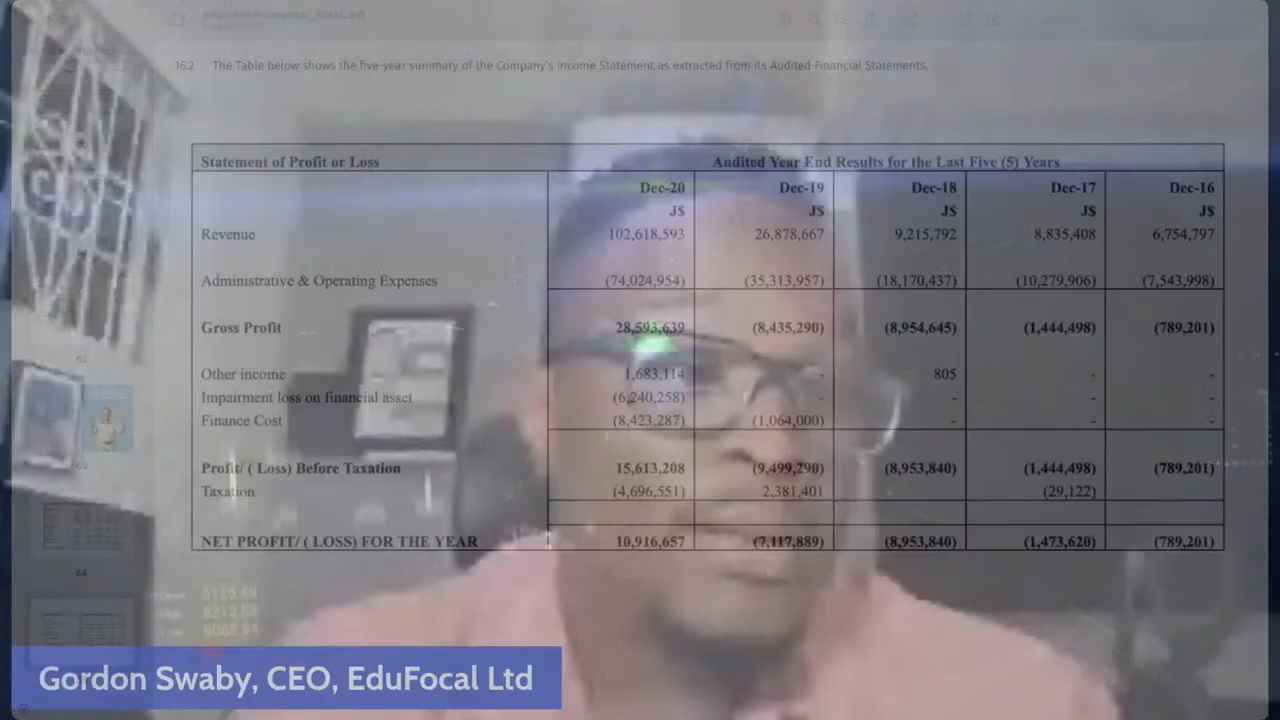 16.2 The Table below shows the five-year summary of the Company's Income Statement as extracted from its Audited Financial Statements.
Statement of Profit or Loss Audited Year End Results for the Last Five (5) Years
Dec-20 Dec-19 Dec-18 Dec-17 Dec-16
J$ J$ J$ J$ J$
Revenue 102,618,593 26,878,667 9,215,792 8,835,408 6,754,797
Administrative & Operating Expenses (74,024,954) (35,313,957) (18,170,437) (10,279,906) (7,543,998)
Gross Profit 28,593,639 (8,435,290) (8,954,645) (1,444,498) (789,201)
Other income 1,683,114 - 805 - -
Impairment loss on financial asset (6,240,258) - - - -
Finance Cost (8,423,287) (1,064,000) - - -
Profit/ ( Loss) Before Taxation 15,613,208 (9,499,290) (8,953,840) (1,444,498) (789,201)
Taxation (4,696,551) 2,381,401 (29,122)
NET PROFIT/ ( LOSS) FOR THE YEAR 10,916,657 (7,117,889) (8,953,840) (1,473,620) (789,201)
62
63
64
Gordon Swaby, CEO, EduFocal Ltd